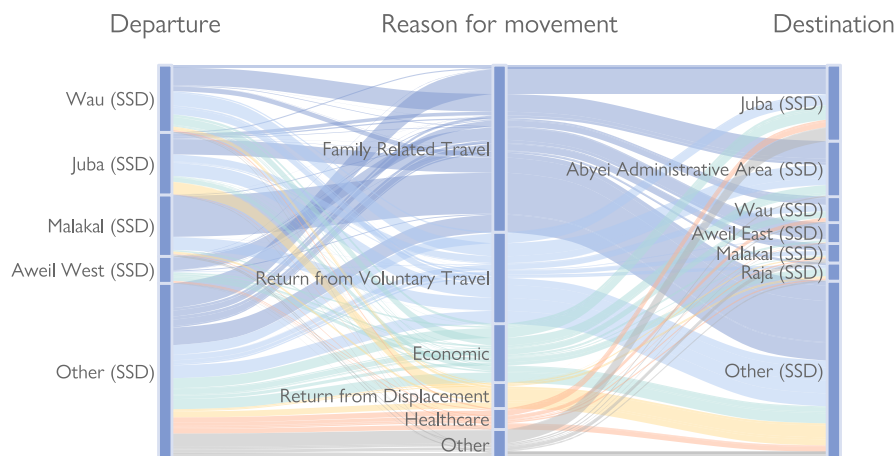 Departure
Reason for movement
Destination
Wau (SSD)
Juba (SSD)
Malakal (SSD)
Aweil West (SSD)
Other (SSD)
Family Related Travel
Return from Voluntary Travel
Economic
Return from Displacement
Healthcare
Other
Juba (SSD)
Abyei Administrative Area (SSD)
Wau (SSD)
Aweil East (SSD)
Malakal (SSD)
Raja (SSD)
Other (SSD)